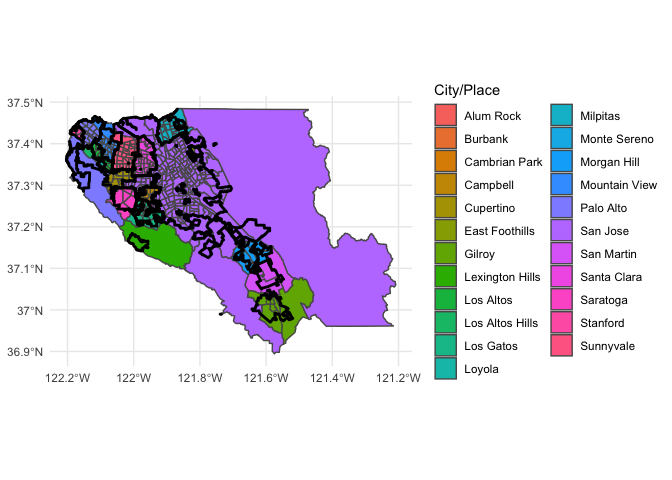 City/Place
37.5°N
37.4°N
37.3°N
37.2°N
37.1°N
37°N
36.9°N
122.2°W 122°W 121.8°W 121.6°W 121.4°W 121.2°W
Alum Rock
Burbank
Cambrian Park
Campbell
Cupertino
East Foothills
Gilroy
Lexington Hills
Los Altos
Los Altos Hills
Los Gatos
Loyola
Milpitas
Monte Sereno
Morgan Hill
Mountain View
Palo Alto
San Jose
San Martin
Santa Clara
Saratoga
Stanford
Sunnyvale